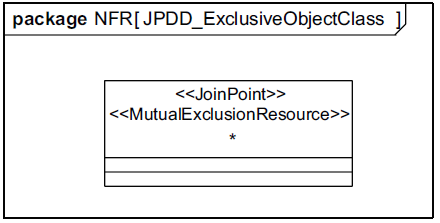 package NFR[ JPDD_ExclusiveObjectClass ]
<<JoinPoint>>
<<MutualExclusionResource>>
*